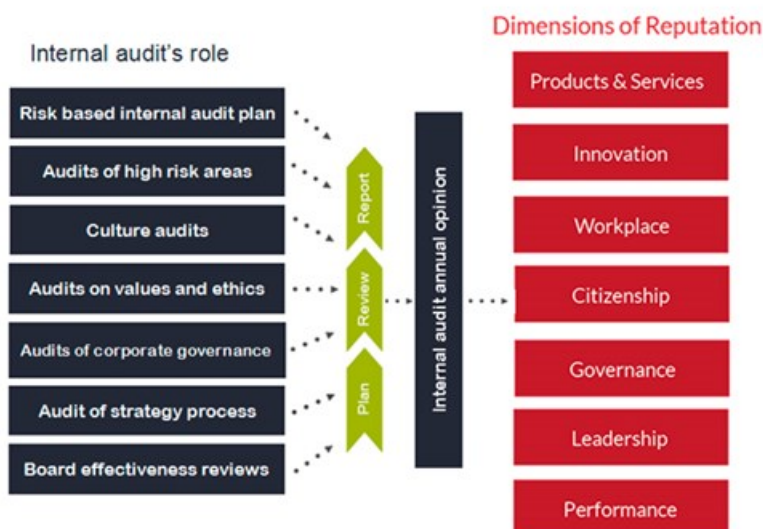 Dimensions of Reputation
Internal audit's role
Risk based internal audit plan
Audits of high risk areas
Culture audits
Audits on values and ethics
Audits of corporate governance
Audit of strategy process
Board effectiveness reviews
Report
Review
Plan
Internal audit annual opinion
Products & Services
Innovation
Workplace
Citizenship
Governance
Leadership
Performance